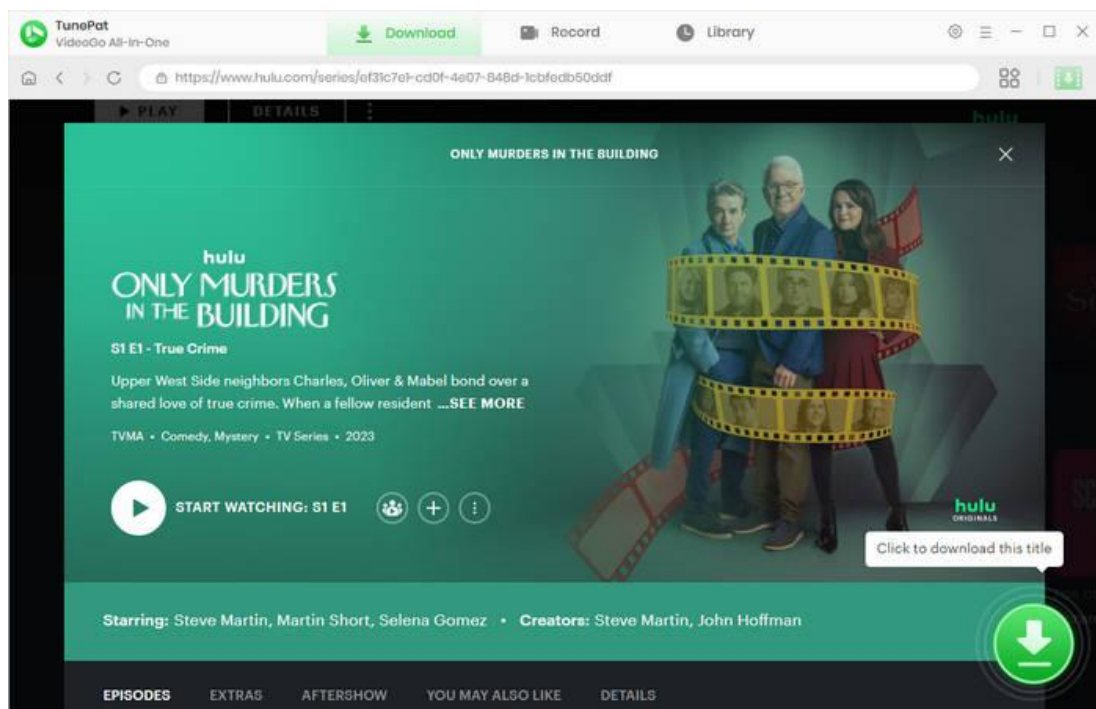 TunePat
VideoGo All-In-One
Download
Record
Library
https://www.hulu.com/series/ef31c7e1-cd0f-4e07-848d-1cbfedb50ddf
PLAY
DETAILS
hulu
ONLY MURDERS IN THE BUILDING
hulu
ONLY MURDERS
IN THE BUILDING
S1 E1 - True Crime
Upper West Side neighbors Charles, Oliver & Mabel bond over a
shared love of true crime. When a fellow resident ...SEE MORE
TVMA • Comedy, Mystery • TV Series • 2023
START WATCHING: S1 E1
hulu
ORIGINALS
Click to download this title
Starring: Steve Martin, Martin Short, Selena Gomez • Creators: Steve Martin, John Hoffman
EPISODES
EXTRAS
AFTERSHOW
YOU MAY ALSO LIKE
DETAILS